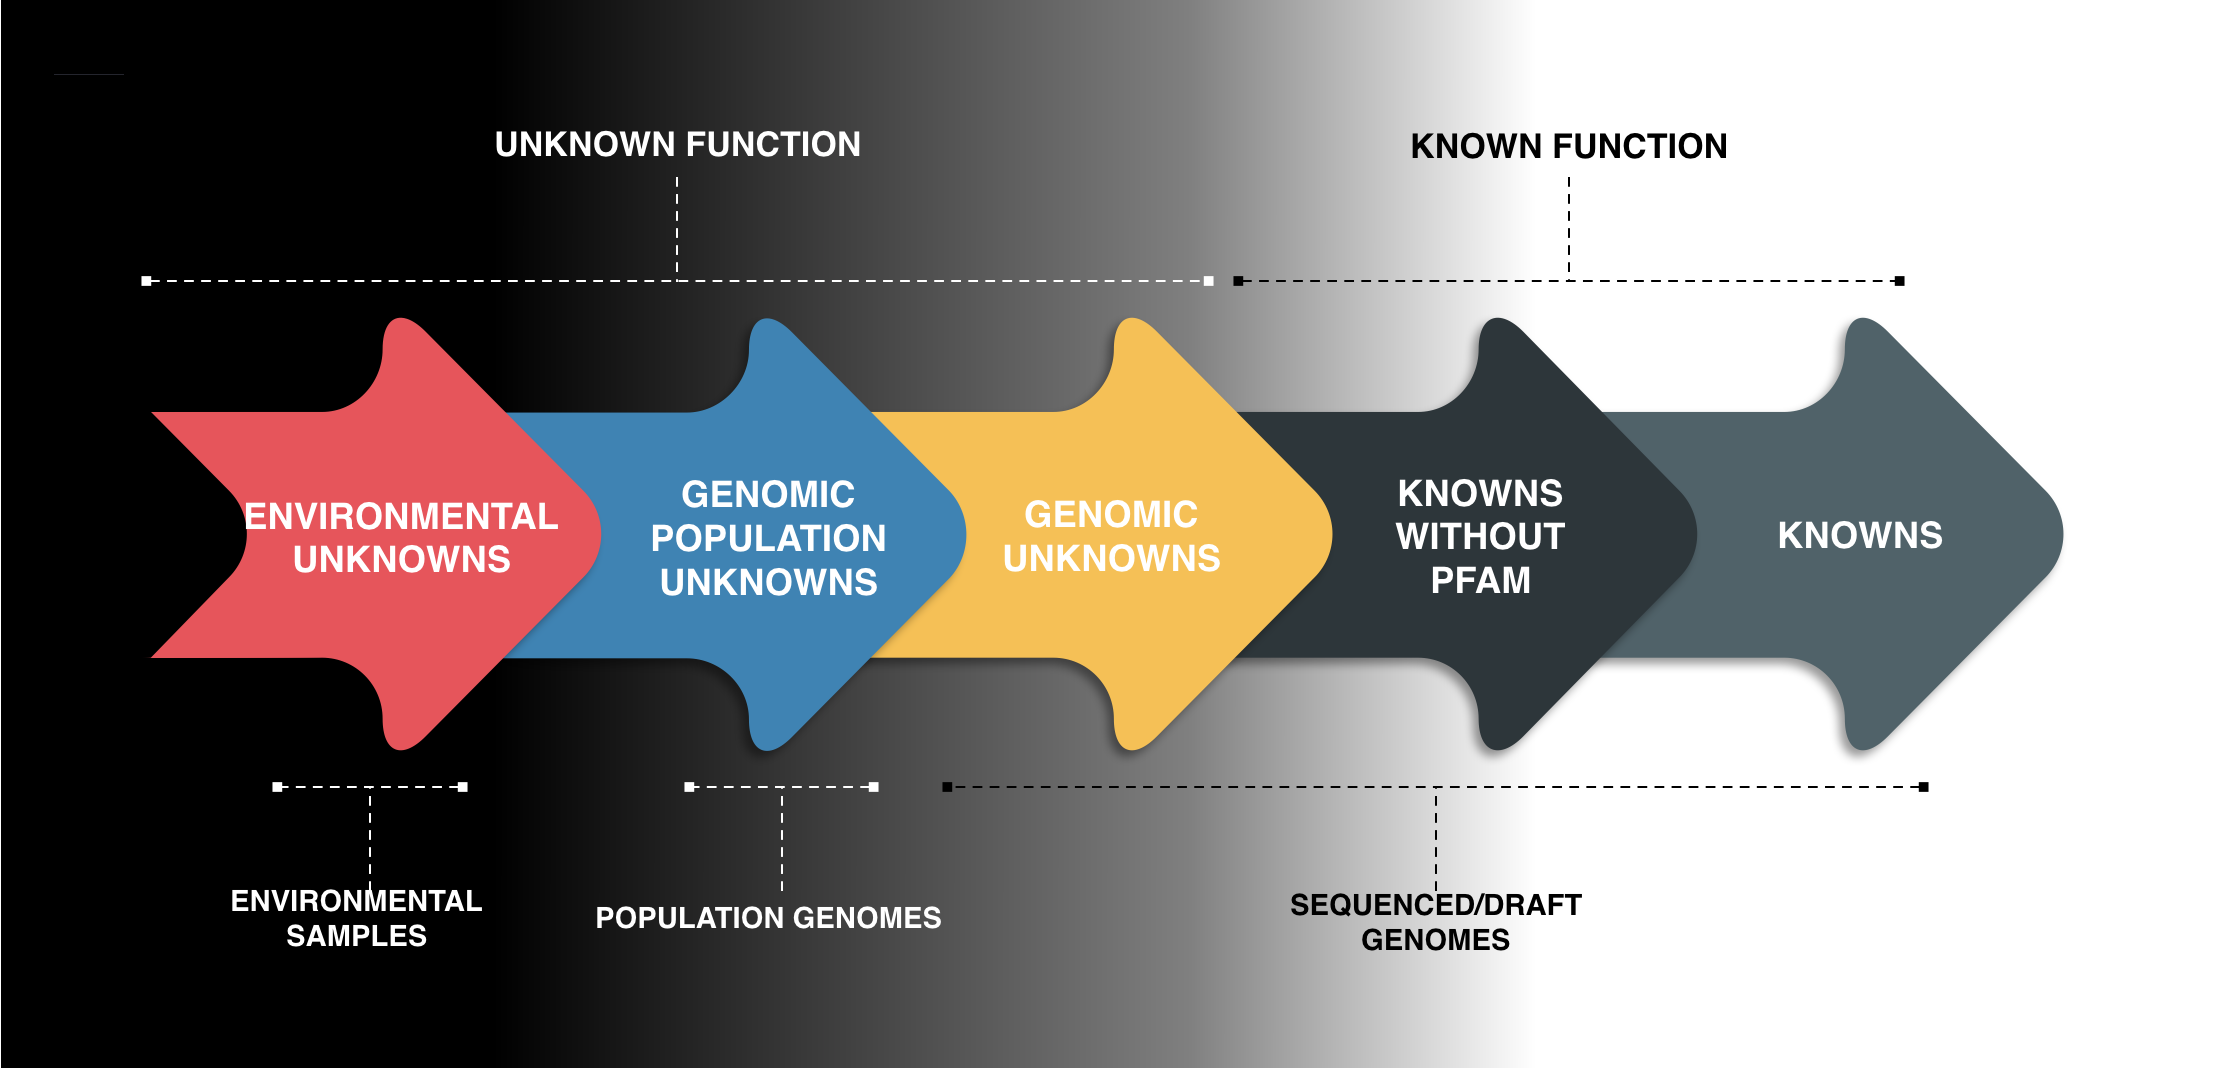 UNKNOWN FUNCTION
KNOWN FUNCTION
ENVIRONMENTAL
UNKNOWNS
GENOMIC
POPULATION
UNKNOWNS
GENOMIC
UNKNOWNS
KNOWNS
WITHOUT
PFAM
KNOWNS
ENVIRONMENTAL
SAMPLES
POPULATION GENOMES
SEQUENCED/DRAFT
GENOMES